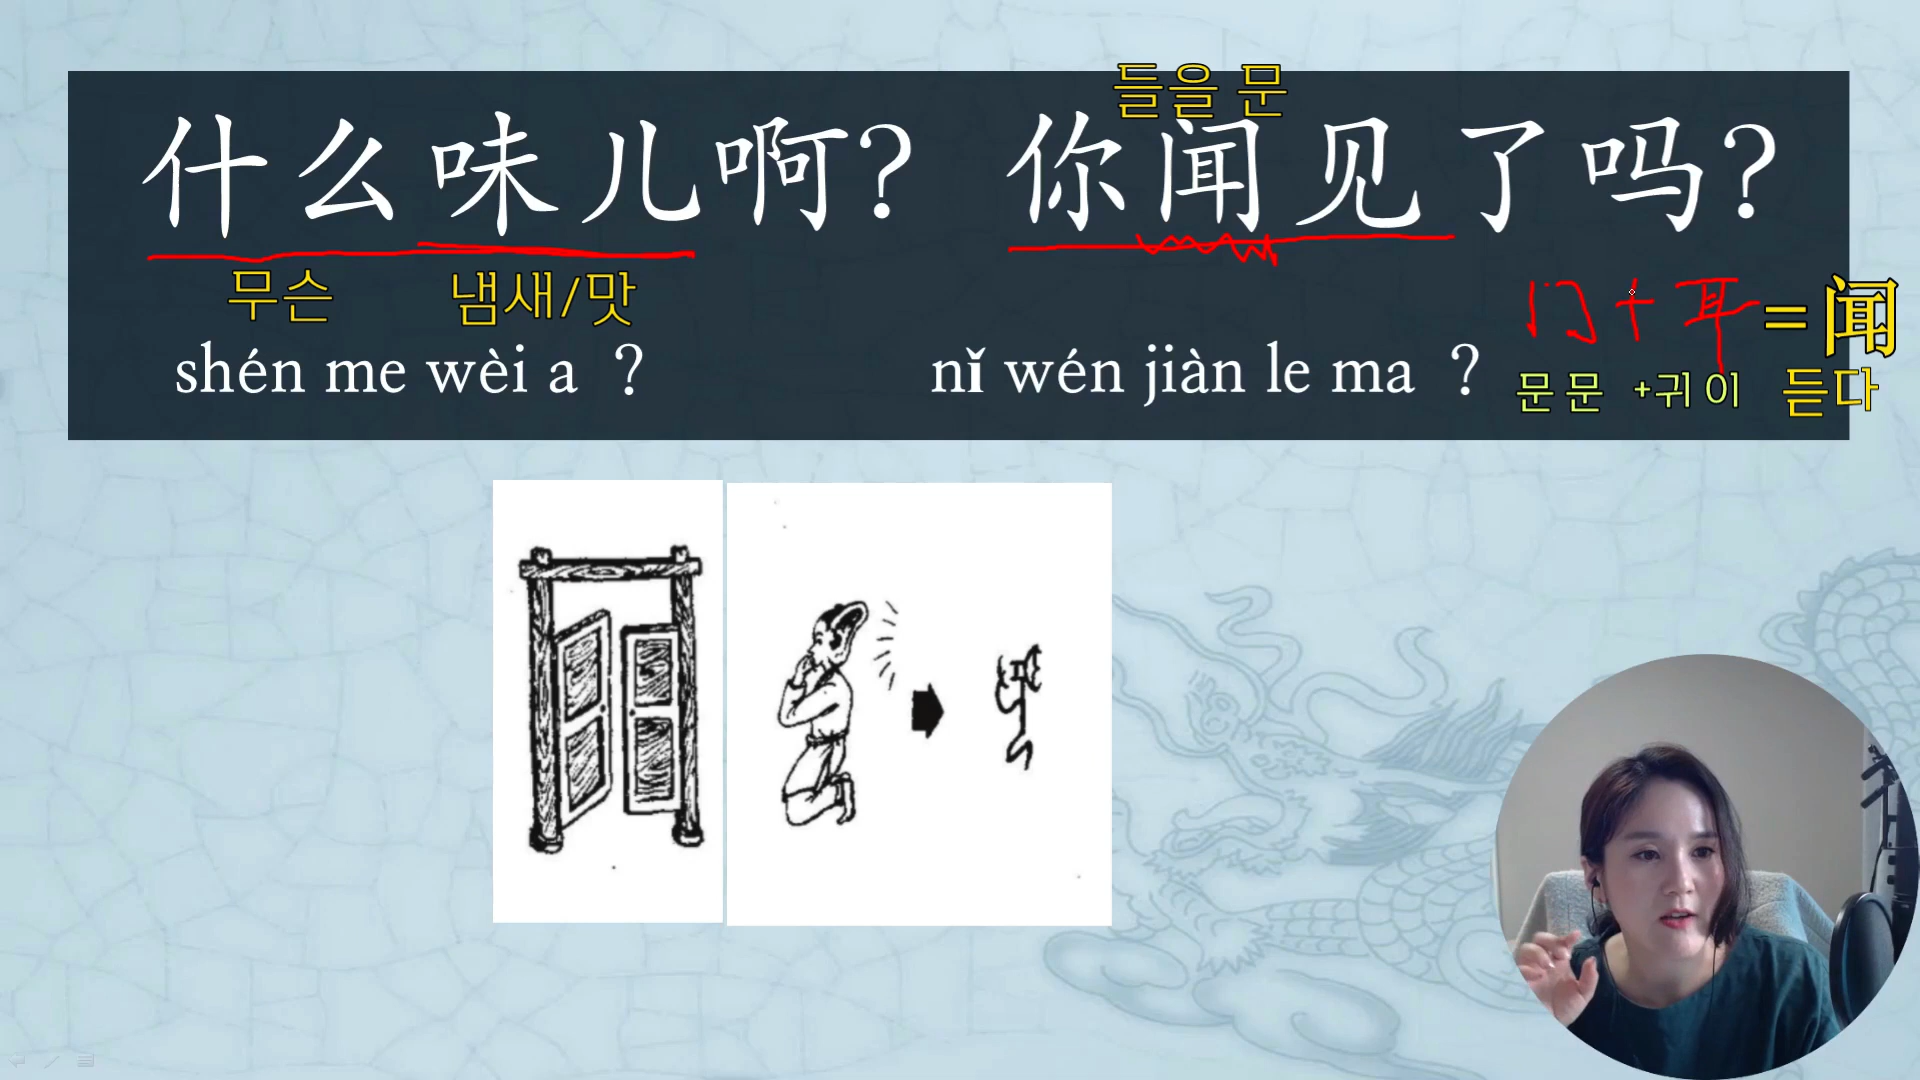 들을 문
什么味儿啊? 你闻见了吗?
무슨 냄새/맛
门+耳=闻
shén me wèi a ? nǐ wén jiàn le ma ?
문 문 +귀 이 듣다